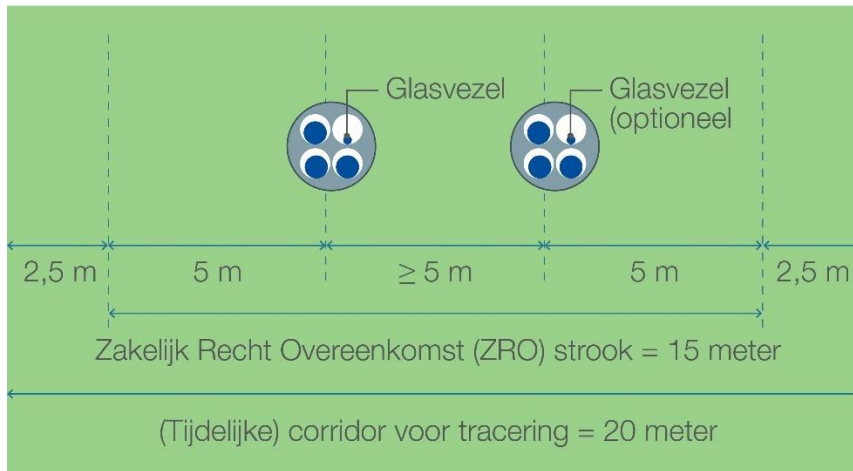 Glasvezel
Glasvezel
(optioneel
2,5 m
5 m
≥ 5 m
5 m
2,5 m
Zakelijk Recht Overeenkomst (ZRO) strook = 15 meter
(Tijdelijke) corridor voor tracering = 20 meter